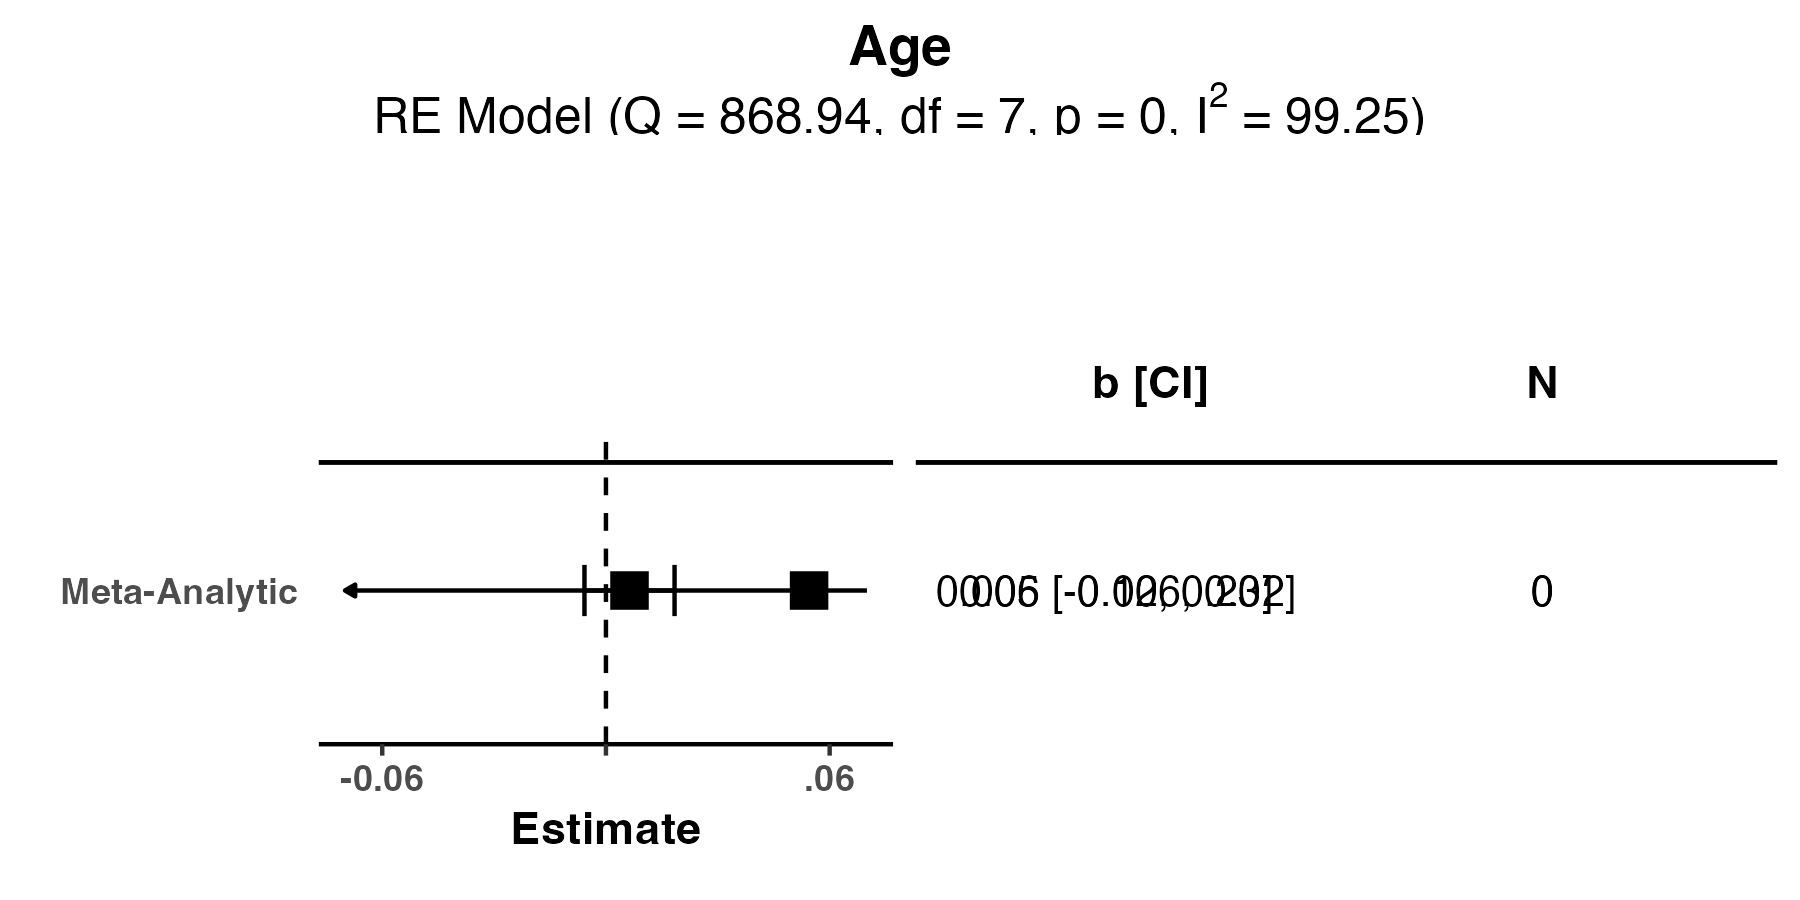 Age
RE Model (Q = 868.94, df = 7, p = 0, I² = 99.25)
b [CI] N
Meta-Analytic 0
-0.06 .06
Estimate